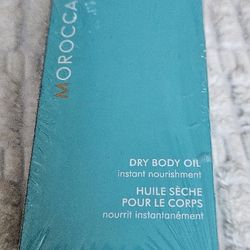 MOROCCA
DRY BODY OIL
instant nourishment
HUILE SÈCHE
POUR LE CORPS
nourrit instantanément